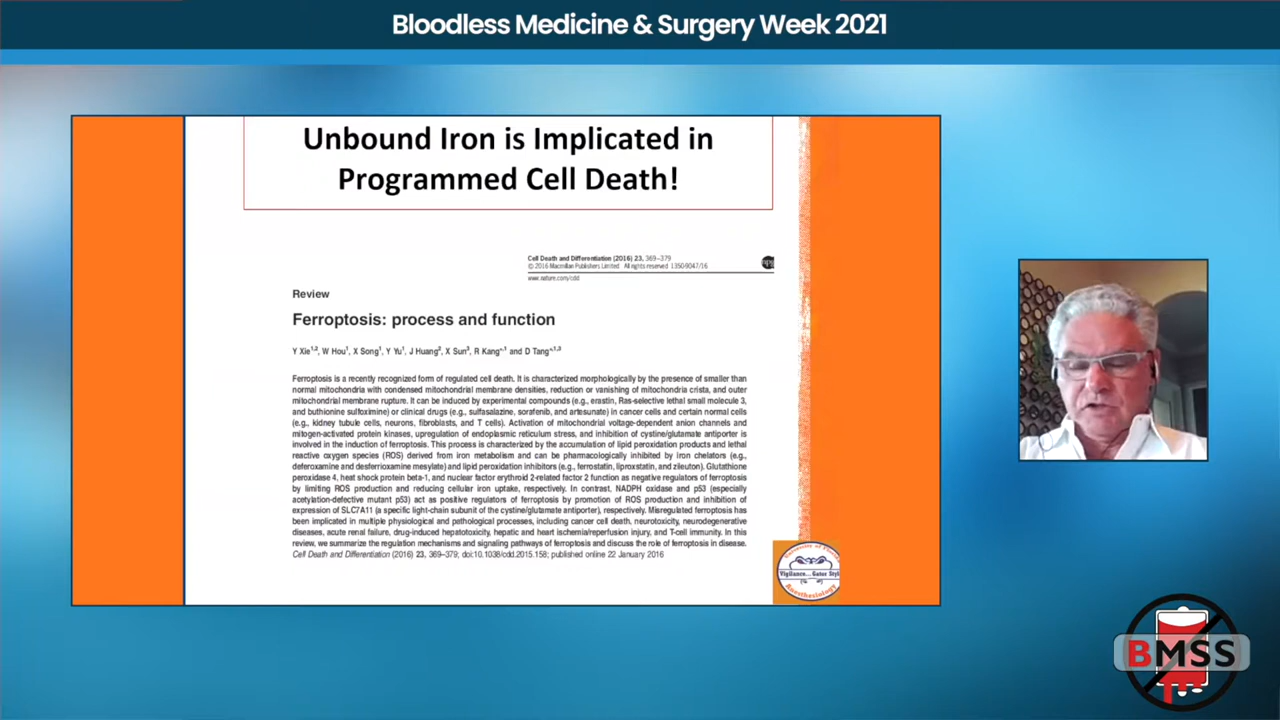 Bloodless Medicine & Surgery Week 2021
Unbound Iron is Implicated in
Programmed Cell Death!
Cell Death and Differentiation (2016) 23, 369–379
© 2016 Macmillan Publishers Limited All rights reserved 1350-9047/16
www.nature.com/cdd
Review
Ferroptosis: process and function
Y Xie1,2, W Hou1, X Song1, Y Yu1, J Huang2, X Sun3, R Kang*,1 and D Tang*,1,3
Ferroptosis is a recently recognized form of regulated cell death. It is characterized morphologically by the presence of smaller than
normal mitochondria with condensed mitochondrial membrane densities, reduction or vanishing of mitochondria crista, and outer
mitochondrial membrane rupture. It can be induced by experimental compounds (e.g., erastin, Ras-selective lethal small molecule 3,
and buthionine sulfoximine) or clinical drugs (e.g., sulfasalazine, sorafenib, and artesunate) in cancer cells and certain normal cells
(e.g., kidney tubule cells, neurons, fibroblasts, and T cells). Activation of mitochondrial voltage-dependent anion channels and
mitogen-activated protein kinases, upregulation of endoplasmic reticulum stress, and inhibition of cystine/glutamate antiporter is
involved in the induction of ferroptosis. This process is characterized by the accumulation of lipid peroxidation products and lethal
reactive oxygen species (ROS) derived from iron metabolism and can be pharmacologically inhibited by iron chelators (e.g.,
deferoxamine and desferrioxamine mesylate) and lipid peroxidation inhibitors (e.g., ferrostatin, liproxstatin, and zileuton). Glutathione
peroxidase 4, heat shock protein beta-1, and nuclear factor erythroid 2-related factor 2 function as negative regulators of ferroptosis
by limiting ROS production and reducing cellular iron uptake, respectively. In contrast, NADPH oxidase and p53 (especially
acetylation-defective mutant p53) act as positive regulators of ferroptosis by promotion of ROS production and inhibition of
expression of SLC7A11 (a specific light-chain subunit of the cystine/glutamate antiporter), respectively. Misregulated ferroptosis has
been implicated in multiple physiological and pathological processes, including cancer cell death, neurotoxicity, neurodegenerative
diseases, acute renal failure, drug-induced hepatotoxicity, hepatic and heart ischemia/reperfusion injury, and T-cell immunity. In this
review, we summarize the regulation mechanisms and signaling pathways of ferroptosis and discuss the role of ferroptosis in disease.
Cell Death and Differentiation (2016) 23, 369–379; doi:10.1038/cdd.2015.158; published online 22 January 2016
University of Florida
Vigilance... Gator Style
Anesthesiology
BMSS